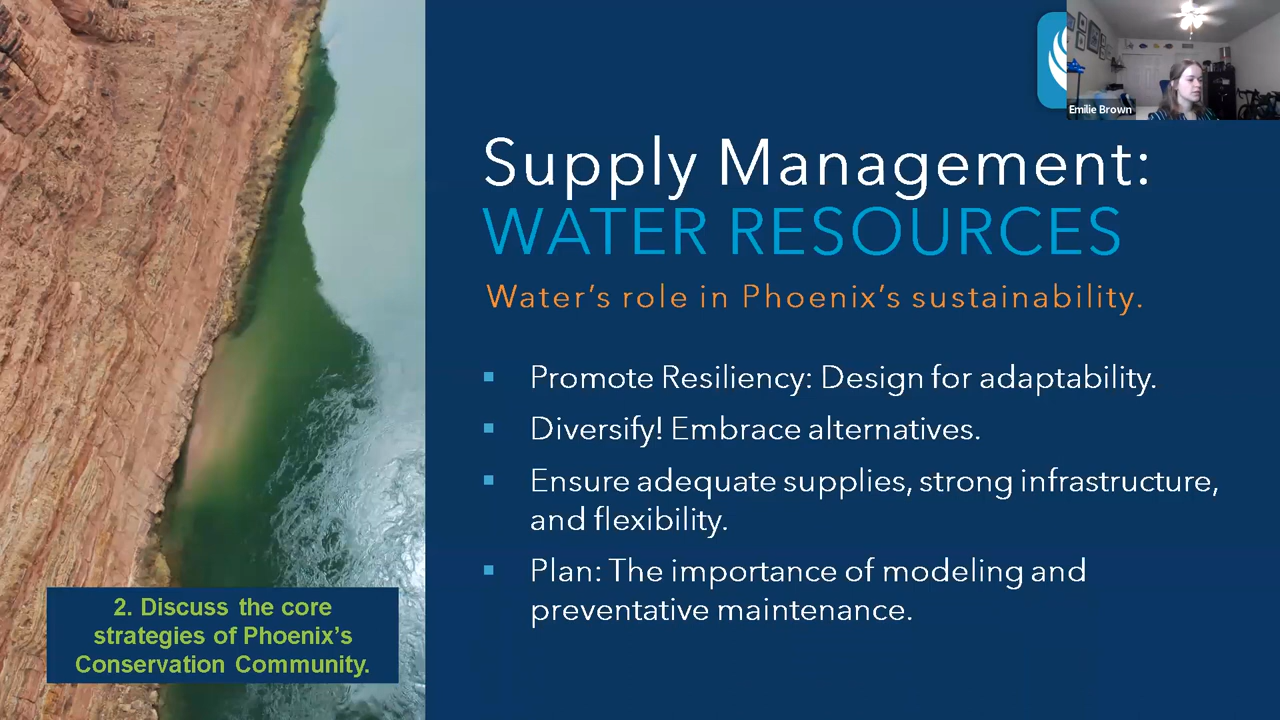 Emilie Brown
Supply Management:
WATER RESOURCES
Water’s role in Phoenix’s sustainability.
▪ Promote Resiliency: Design for adaptability.
▪ Diversify! Embrace alternatives.
▪ Ensure adequate supplies, strong infrastructure,
and flexibility.
▪ Plan: The importance of modeling and
preventative maintenance.
2. Discuss the core
strategies of Phoenix’s
Conservation Community.